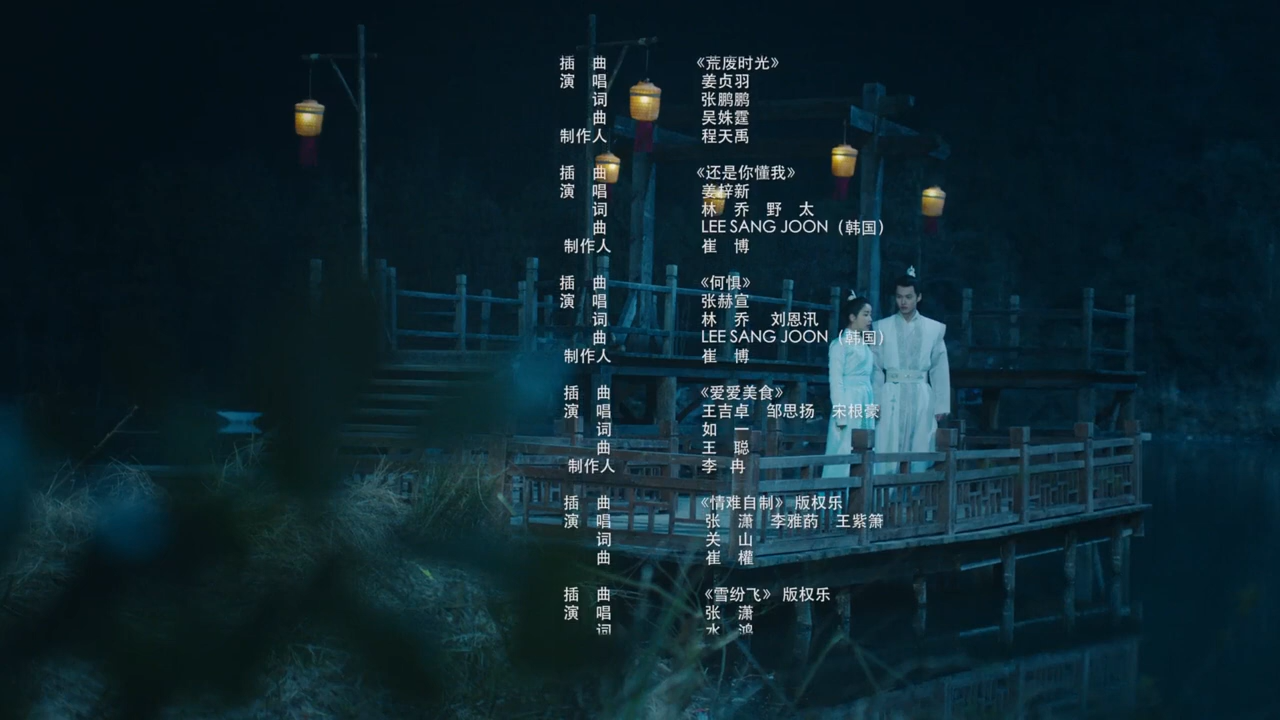 插 曲 《荒废时光》
演 唱 姜贞羽
词 张鹏鹏
曲 吴姝霆
制作人 程天禹
插 曲 《还是你懂我》
演 唱 姜梓新
词 林 乔 野 太
曲 LEE SANG JOON（韩国）
制作人 崔 博
插 曲 《何惧》
演 唱 张赫宣
词 林 乔 刘恩汛
曲 LEE SANG JOON（韩国）
制作人 崔 博
插 曲 《爱爱美食》
演 唱 王吉卓 邹思扬 宋根豪
词 如 一
曲 王 聪
制作人 李 冉
插 曲 《情难自制》 版权乐
演 唱 张 潇 李雅菂 王紫箫
词 关 山
曲 崔 權
插 曲 《雪纷飞》 版权乐
演 唱 张 潇
词 水 鸿